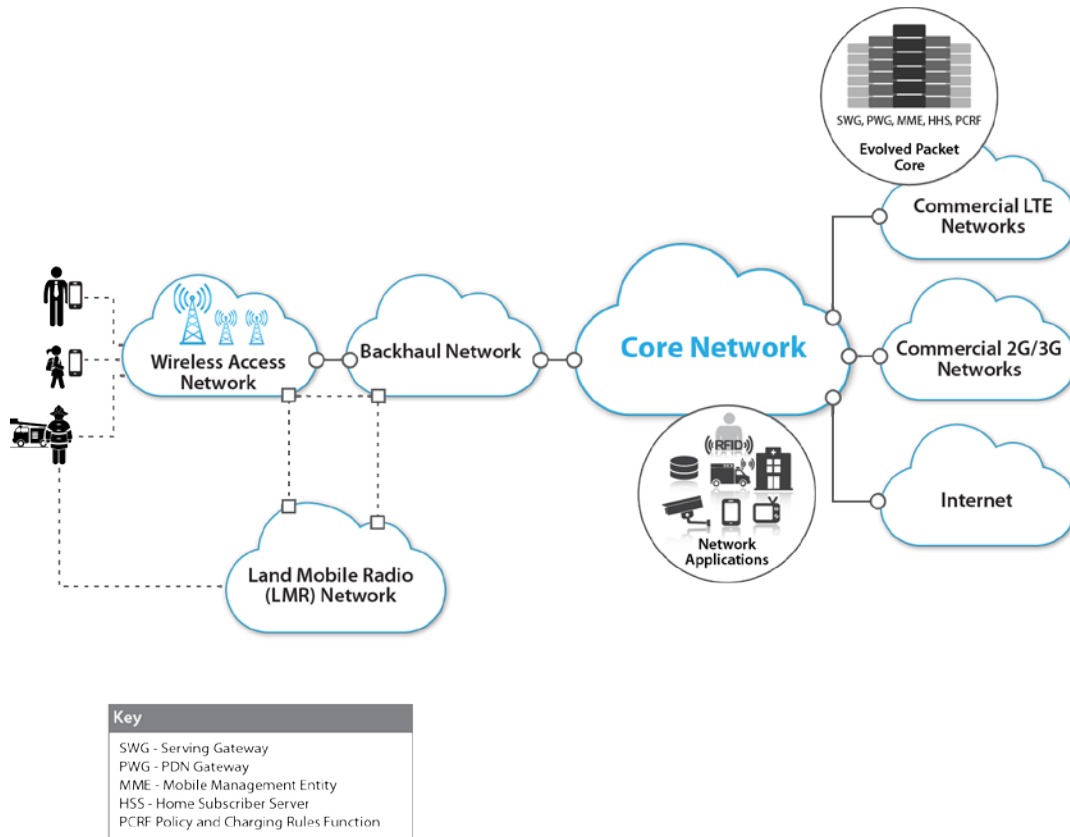 SWG, PWG, MME, HHS, PCRF
Evolved Packet
Core
Commercial LTE
Networks
Wireless Access
Network
Backhaul Network
Core Network
Commercial 2G/3G
Networks
RFID
Network
Applications
Internet
Land Mobile Radio
(LMR) Network
Key
SWG - Serving Gateway
PWG - PDN Gateway
MME - Mobile Management Entity
HSS - Home Subscriber Server
PCRF Policy and Charging Rules Function